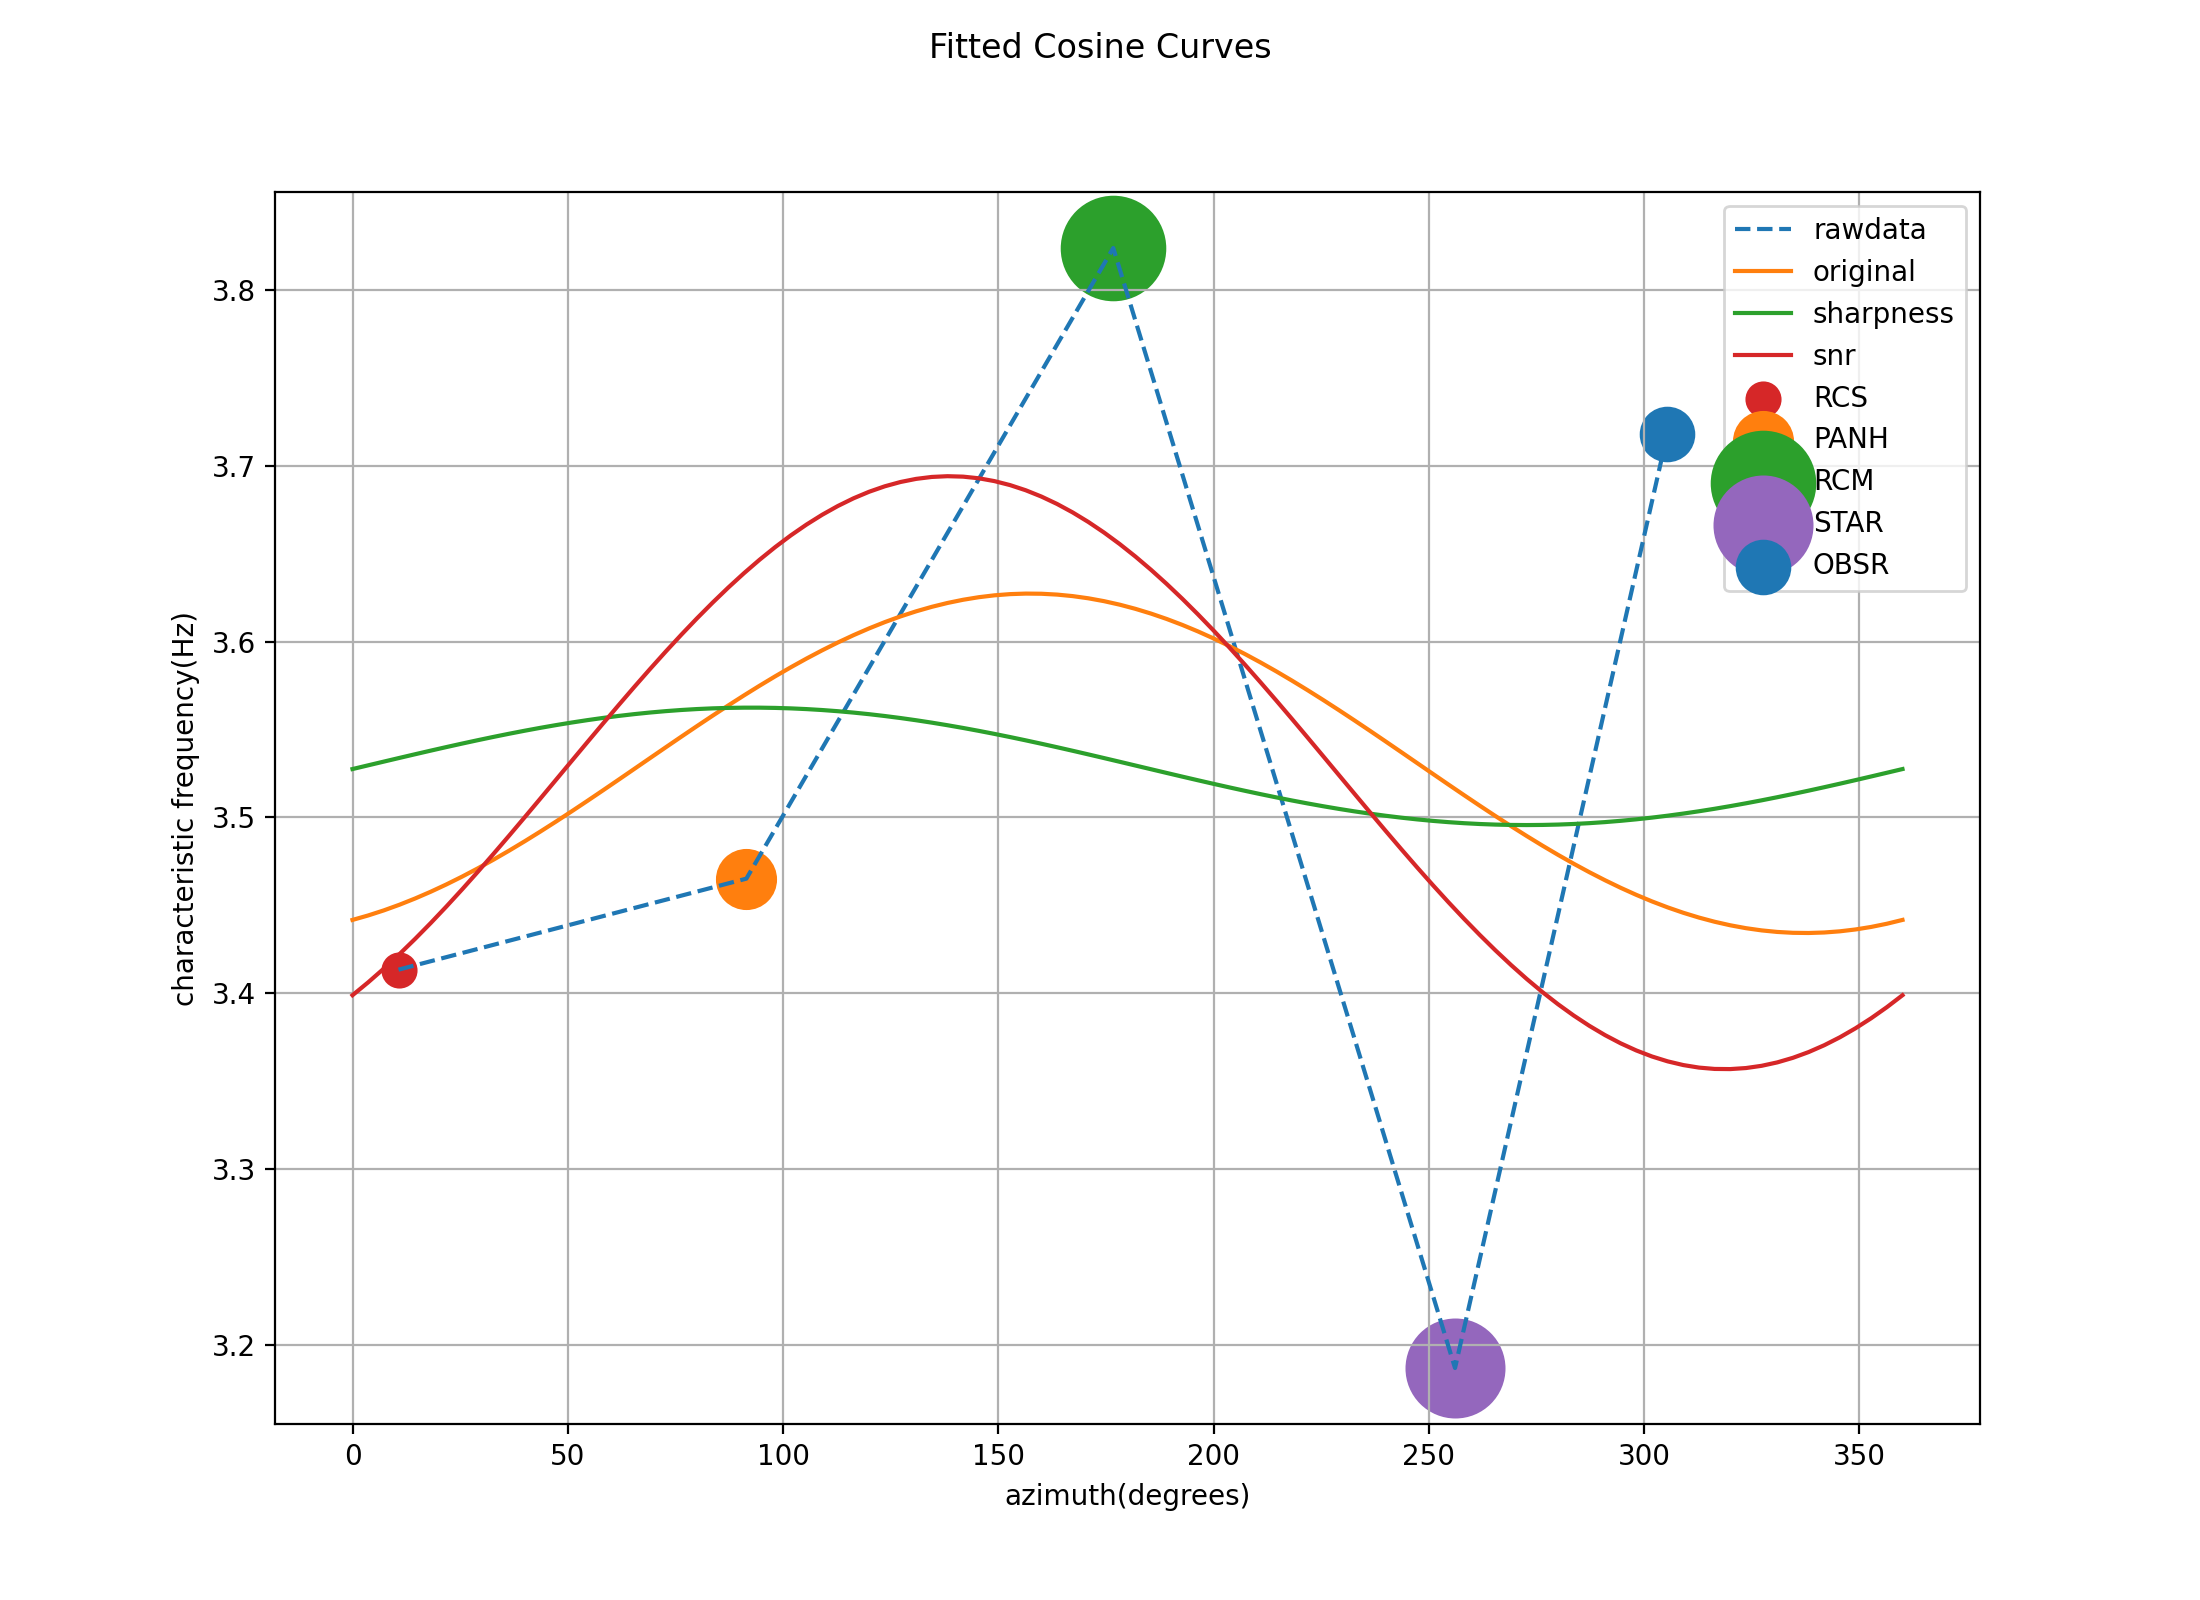 Fitted Cosine Curves
rawdata
original
sharpness
snr
RCS
PANH
RCM
STAR
OBSR
characteristic frequency(Hz)
3.8
3.7
3.6
3.5
3.4
3.3
3.2
0 50 100 150 200 250 300 350
azimuth(degrees)